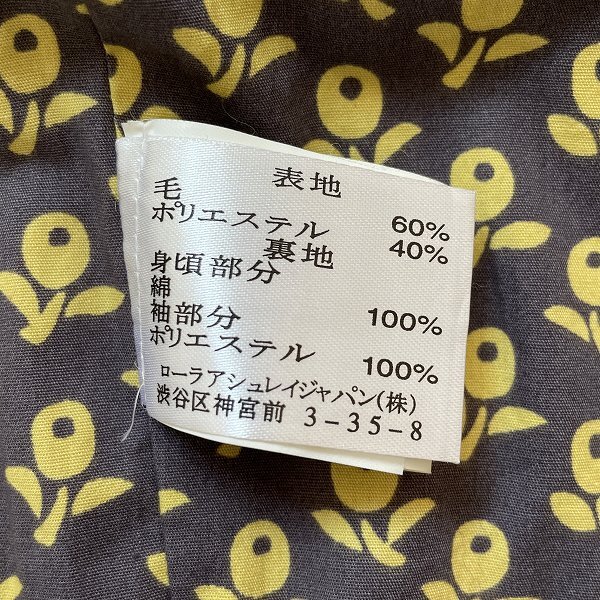 表地
毛 60%
ポリエステル 40%
裏地
身頃部分
綿 100%
袖部分
ポリエステル 100%
ローラアシュレイジャパン(株)
渋谷区神宮前 3-35-8